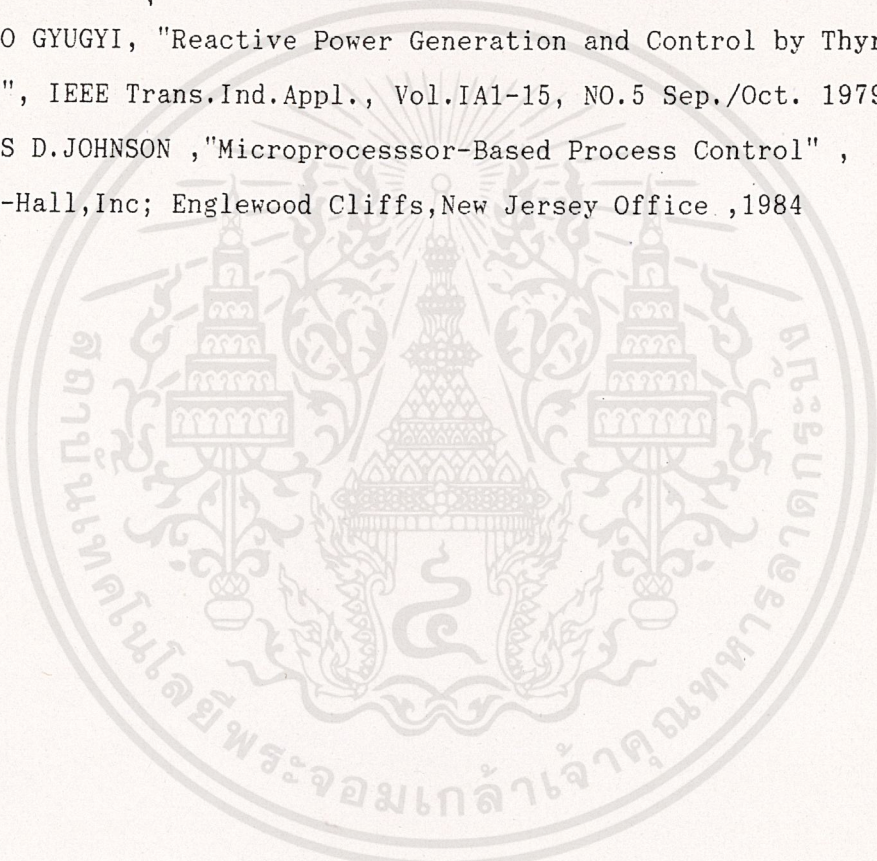 O GYUGYI, "Reactive Power Generation and Control by Thyr
", IEEE Trans.Ind.Appl., Vol.IA1-15, NO.5 Sep./Oct. 1979
S D.JOHNSON ,"Microprocesssor-Based Process Control" ,
-Hall,Inc; Englewood Cliffs,New Jersey Office ,1984
สถาบันเทคโนโลยีพระจอมเกล้าเจ้าคุณทหารลาดกระบัง
๔